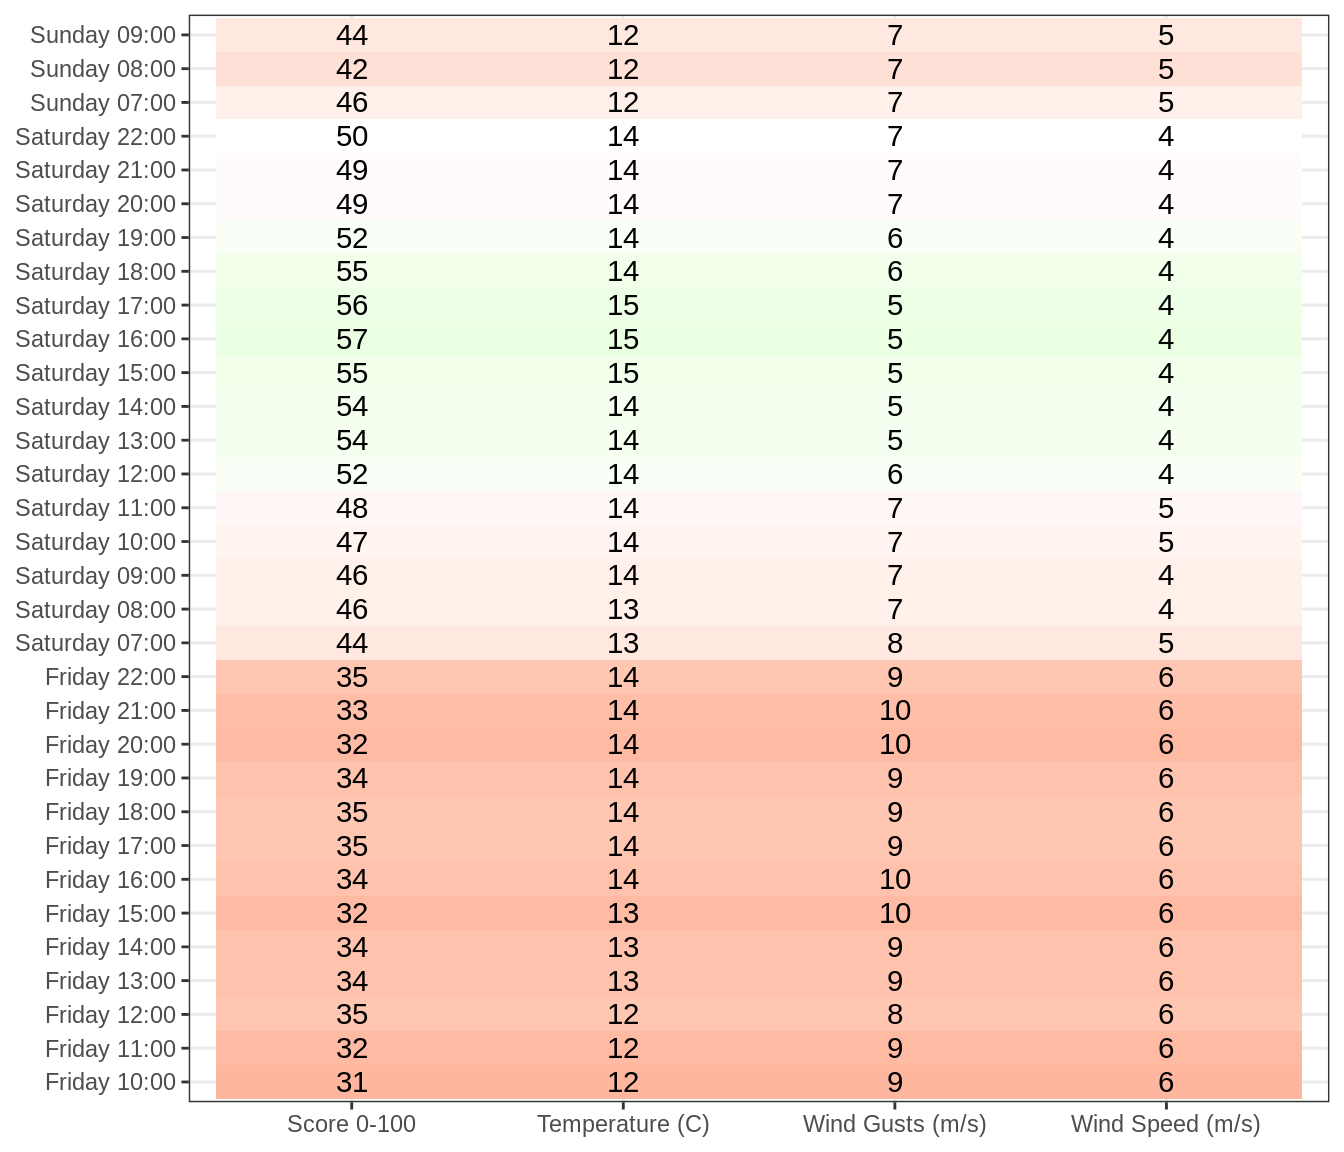 Sunday 09:00 44 12 7 5
Sunday 08:00 42 12 7 5
Sunday 07:00 46 12 7 5
Saturday 22:00 50 14 7 4
Saturday 21:00 49 14 7 4
Saturday 20:00 49 14 7 4
Saturday 19:00 52 14 6 4
Saturday 18:00 55 14 6 4
Saturday 17:00 56 15 5 4
Saturday 16:00 57 15 5 4
Saturday 15:00 55 15 5 4
Saturday 14:00 54 14 5 4
Saturday 13:00 54 14 5 4
Saturday 12:00 52 14 6 4
Saturday 11:00 48 14 7 5
Saturday 10:00 47 14 7 5
Saturday 09:00 46 14 7 4
Saturday 08:00 46 13 7 4
Saturday 07:00 44 13 8 5
Friday 22:00 35 14 9 6
Friday 21:00 33 14 10 6
Friday 20:00 32 14 10 6
Friday 19:00 34 14 9 6
Friday 18:00 35 14 9 6
Friday 17:00 35 14 9 6
Friday 16:00 34 14 10 6
Friday 15:00 32 13 10 6
Friday 14:00 34 13 9 6
Friday 13:00 34 13 9 6
Friday 12:00 35 12 8 6
Friday 11:00 32 12 9 6
Friday 10:00 31 12 9 6
Score 0-100 Temperature (C) Wind Gusts (m/s) Wind Speed (m/s)